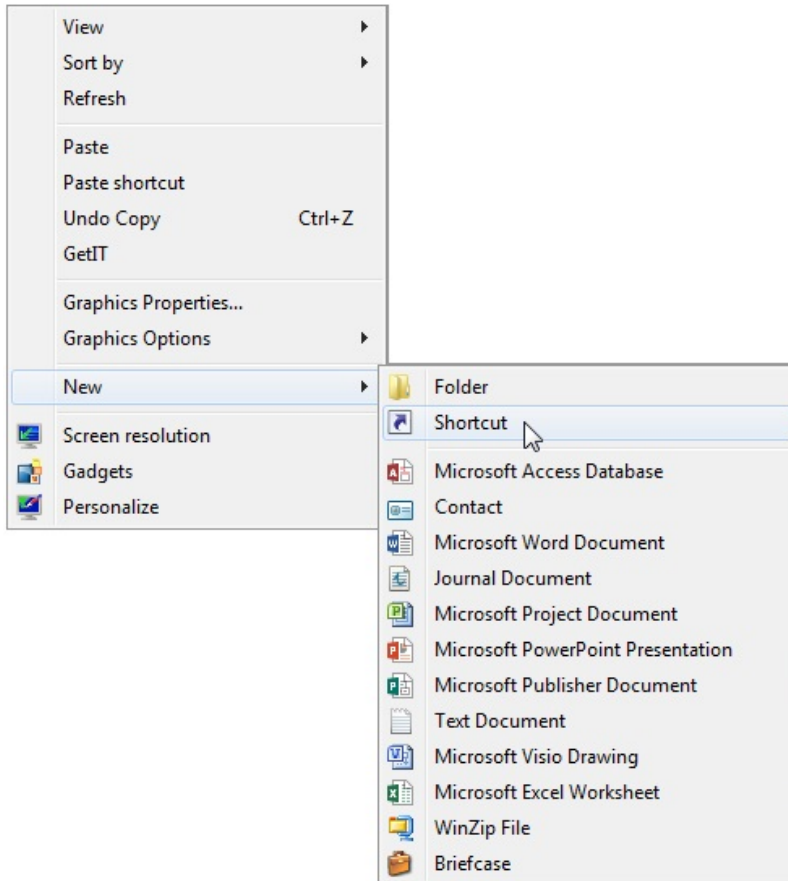 View
Sort by
Refresh
Paste
Paste shortcut
Undo Copy Ctrl+Z
GetIT
Graphics Properties...
Graphics Options
New
Screen resolution
Gadgets
Personalize
Folder
Shortcut
Microsoft Access Database
Contact
Microsoft Word Document
Journal Document
Microsoft Project Document
Microsoft PowerPoint Presentation
Microsoft Publisher Document
Text Document
Microsoft Visio Drawing
Microsoft Excel Worksheet
WinZip File
Briefcase